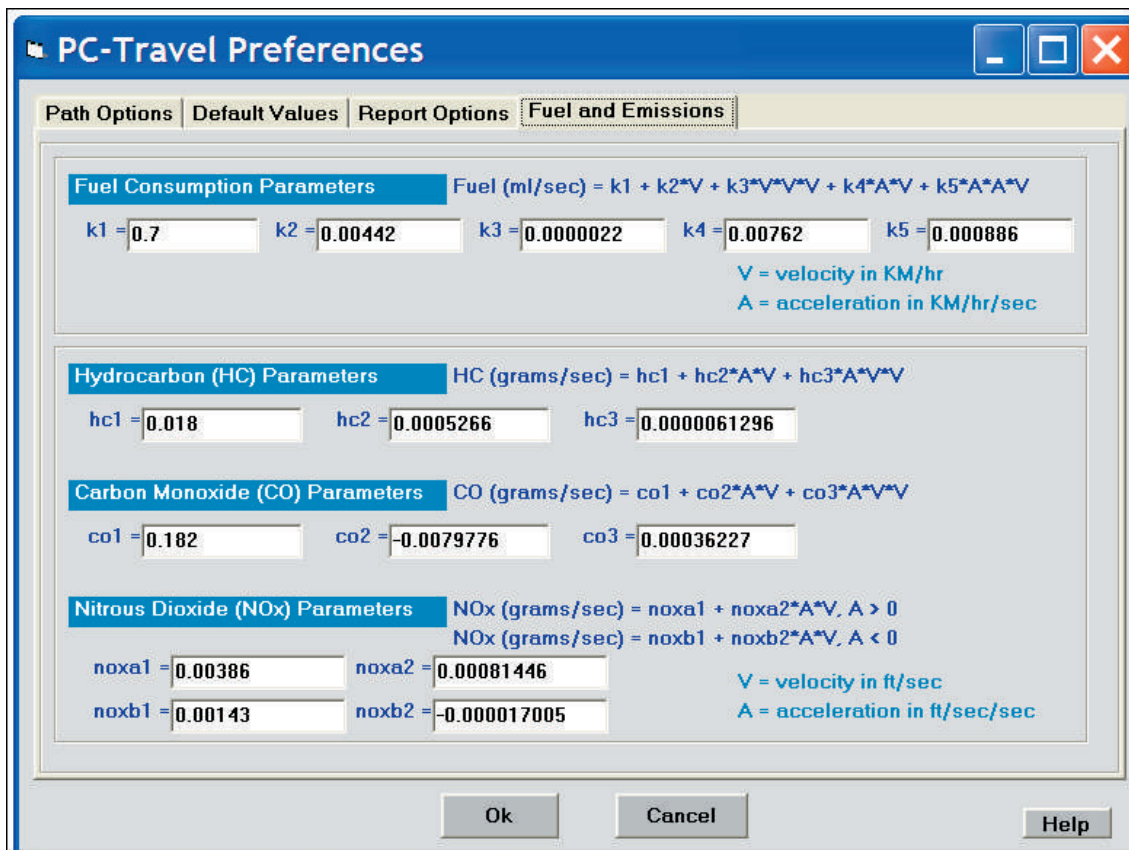 PC-Travel Preferences
Path Options Default Values Report Options Fuel and Emissions
Fuel Consumption Parameters Fuel (ml/sec) = k1 + k2*V + k3*V*V*V + k4*A*V + k5*A*A*V
k1 = 0.7 k2 = 0.00442 k3 = 0.0000022 k4 = 0.00762 k5 = 0.000886
V = velocity in KM/hr
A = acceleration in KM/hr/sec
Hydrocarbon (HC) Parameters HC (grams/sec) = hc1 + hc2*A*V + hc3*A*V*V
hc1 = 0.018 hc2 = 0.0005266 hc3 = 0.0000061296
Carbon Monoxide (CO) Parameters CO (grams/sec) = co1 + co2*A*V + co3*A*V*V
co1 = 0.182 co2 = -0.0079776 co3 = 0.00036227
Nitrous Dioxide (NOx) Parameters NOx (grams/sec) = noxa1 + noxa2*A*V, A > 0
NOx (grams/sec) = noxb1 + noxb2*A*V, A < 0
noxa1 = 0.00386 noxa2 = 0.00081446
V = velocity in ft/sec
noxb1 = 0.00143 noxb2 = -0.000017005 A = acceleration in ft/sec/sec
Ok Cancel Help